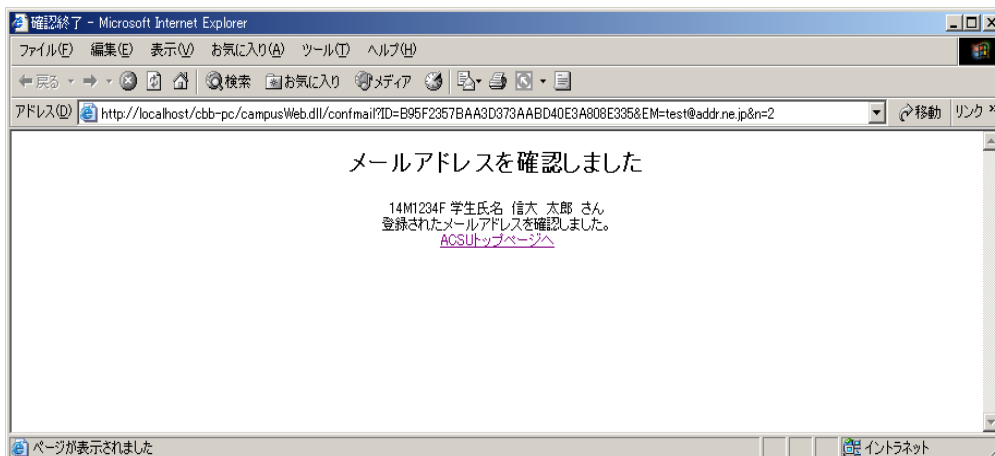 確認終了 - Microsoft Internet Explorer
ファイル(F) 編集(E) 表示(V) お気に入り(A) ツール(T) ヘルプ(H)
戻る 検索 お気に入り メディア
アドレス(D) http://localhost/cbb-pc/campusWeb.dll/confmail?ID=B95F2357BAA3D373AABD40E3A808E335&EM=test@addr.ne.jp&n=2 移動 リンク »
メールアドレスを確認しました
14M1234F 学生氏名 信大 太郎 さん
登録されたメールアドレスを確認しました。
ACSUトップページへ
ページが表示されました イントラネット